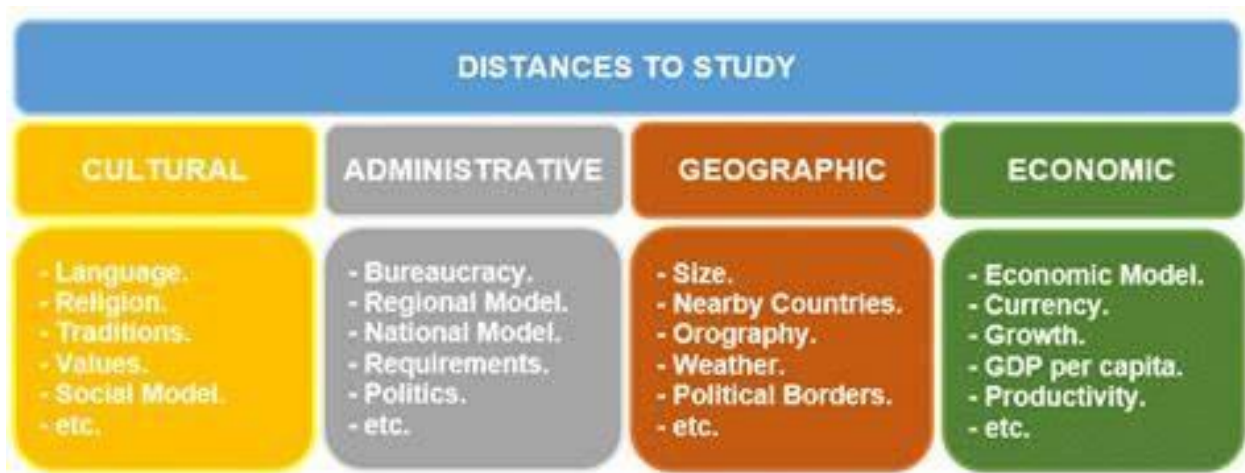 DISTANCES TO STUDY
CULTURAL
- Language.
- Religion.
- Traditions.
- Values.
- Social Model.
- etc.
ADMINISTRATIVE
- Bureaucracy.
- Regional Model.
- National Model.
- Requirements.
- Politics.
- etc.
GEOGRAPHIC
- Size.
- Nearby Countries.
- Orography.
- Weather.
- Political Borders.
- etc.
ECONOMIC
- Economic Model.
- Currency.
- Growth.
- GDP per capita.
- Productivity.
- etc.